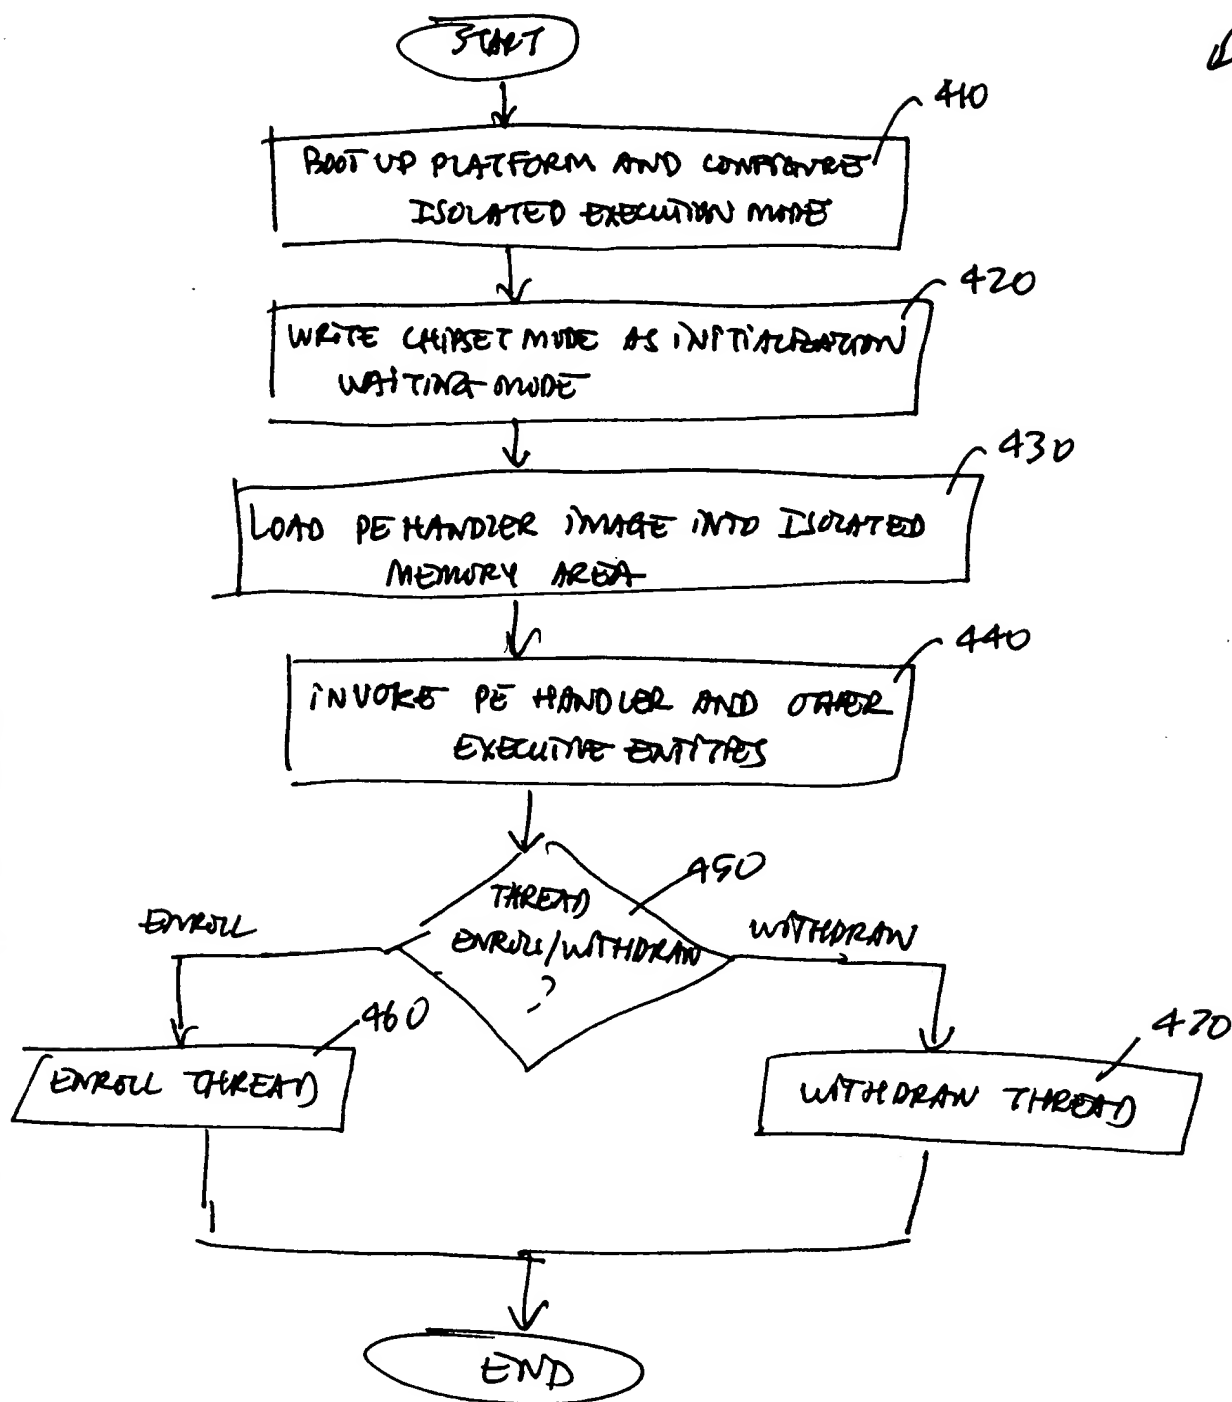 START
410
BOOT UP PLATFORM AND CONFIGURE
ISOLATED EXECUTION MODE
420
WRITE CHIPSET MODE AS INITIALIZATION
WAITING MODE
430
LOAD PE HANDLER IMAGE INTO ISOLATED
MEMORY AREA
440
INVOKE PE HANDLER AND OTHER
EXECUTIVE ENTITIES
450
THREAD
ENROLL/WITHDRAW
?
ENROLL
WITHDRAW
460
ENROLL THREAD
470
WITHDRAW THREAD
END